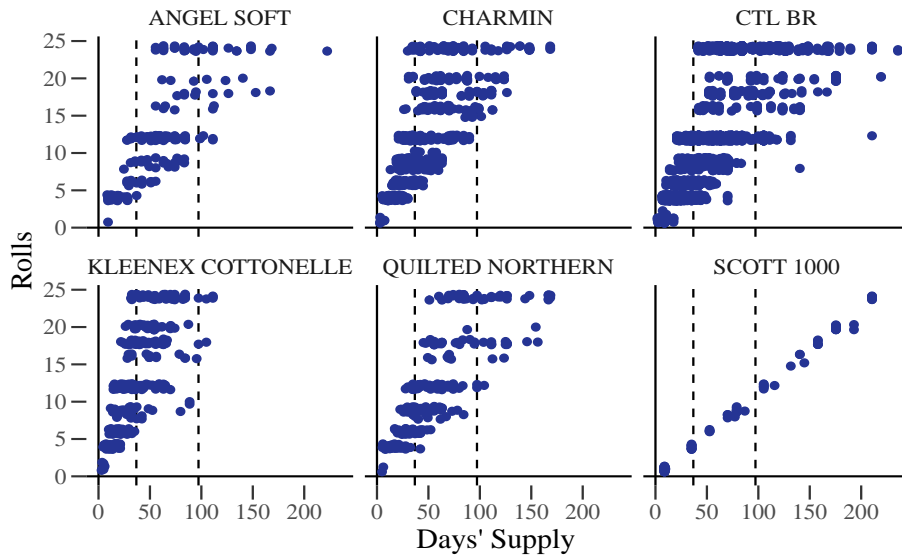 ANGEL SOFT
CHARMIN
CTL BR
25
20
15
10
5
0
Rolls
KLEENEX COTTONELLE
QUILTED NORTHERN
SCOTT 1000
25
20
15
10
5
0
0 50 100 150 200
0 50 100 150 200
0 50 100 150 200
Days' Supply